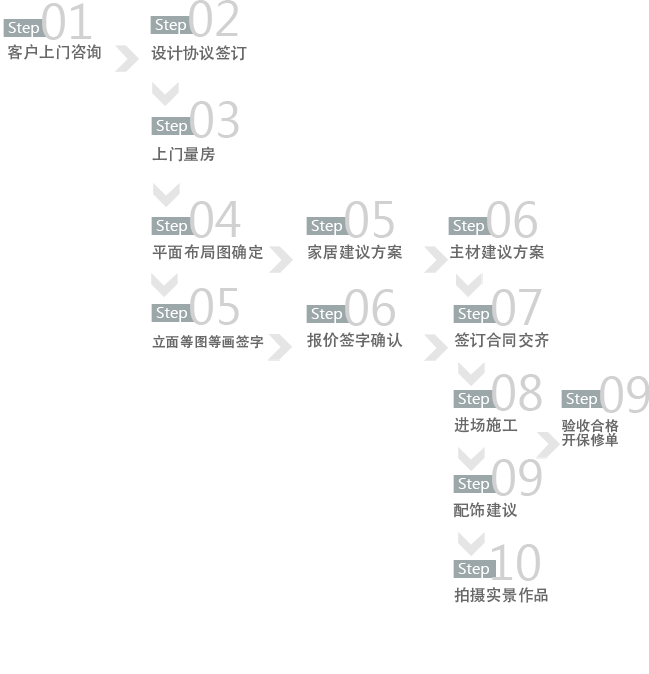 Step 01
客户上门咨询
Step 02
设计协议签订
Step 03
上门量房
Step 04
平面布局图确定
Step 05
家居建议方案
Step 06
主材建议方案
Step 05
立面等图等画签字
Step 06
报价签字确认
Step 07
签订合同交齐
Step 08
进场施工
Step 09
验收合格
开保修单
Step 09
配饰建议
Step 10
拍摄实景作品